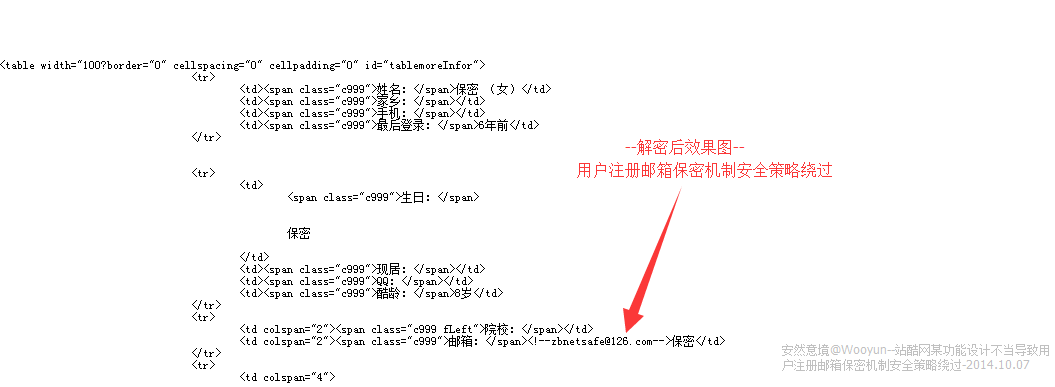 <table width="100?border="0" cellspacing="0" cellpadding="0" id="tablemoreInfor">
<tr>
<td><span class="c999">姓名：</span>保密 （女）</td>
<td><span class="c999">家乡：</span></td>
<td><span class="c999">手机：</span></td>
<td><span class="c999">最后登录：</span>6年前</td>
</tr>
--解密后效果图--
用户注册邮箱保密机制安全策略绕过
<tr>
<td>
<span class="c999">生日：</span>
保密
</td>
<td><span class="c999">现居：</span></td>
<td><span class="c999">QQ：</span></td>
<td><span class="c999">酷龄：</span>8岁</td>
</tr>
<tr>
<td colspan="2"><span class="c999 fLeft">院校：</span></td>
<td colspan="2"><span class="c999">邮箱：</span><!--zbnetsafe@126.com-->保密</td>
</tr>
<tr>
<td colspan="4">
安然意境@Wooyun--站酷网某功能设计不当导致用
户注册邮箱保密机制安全策略绕过-2014.10.07